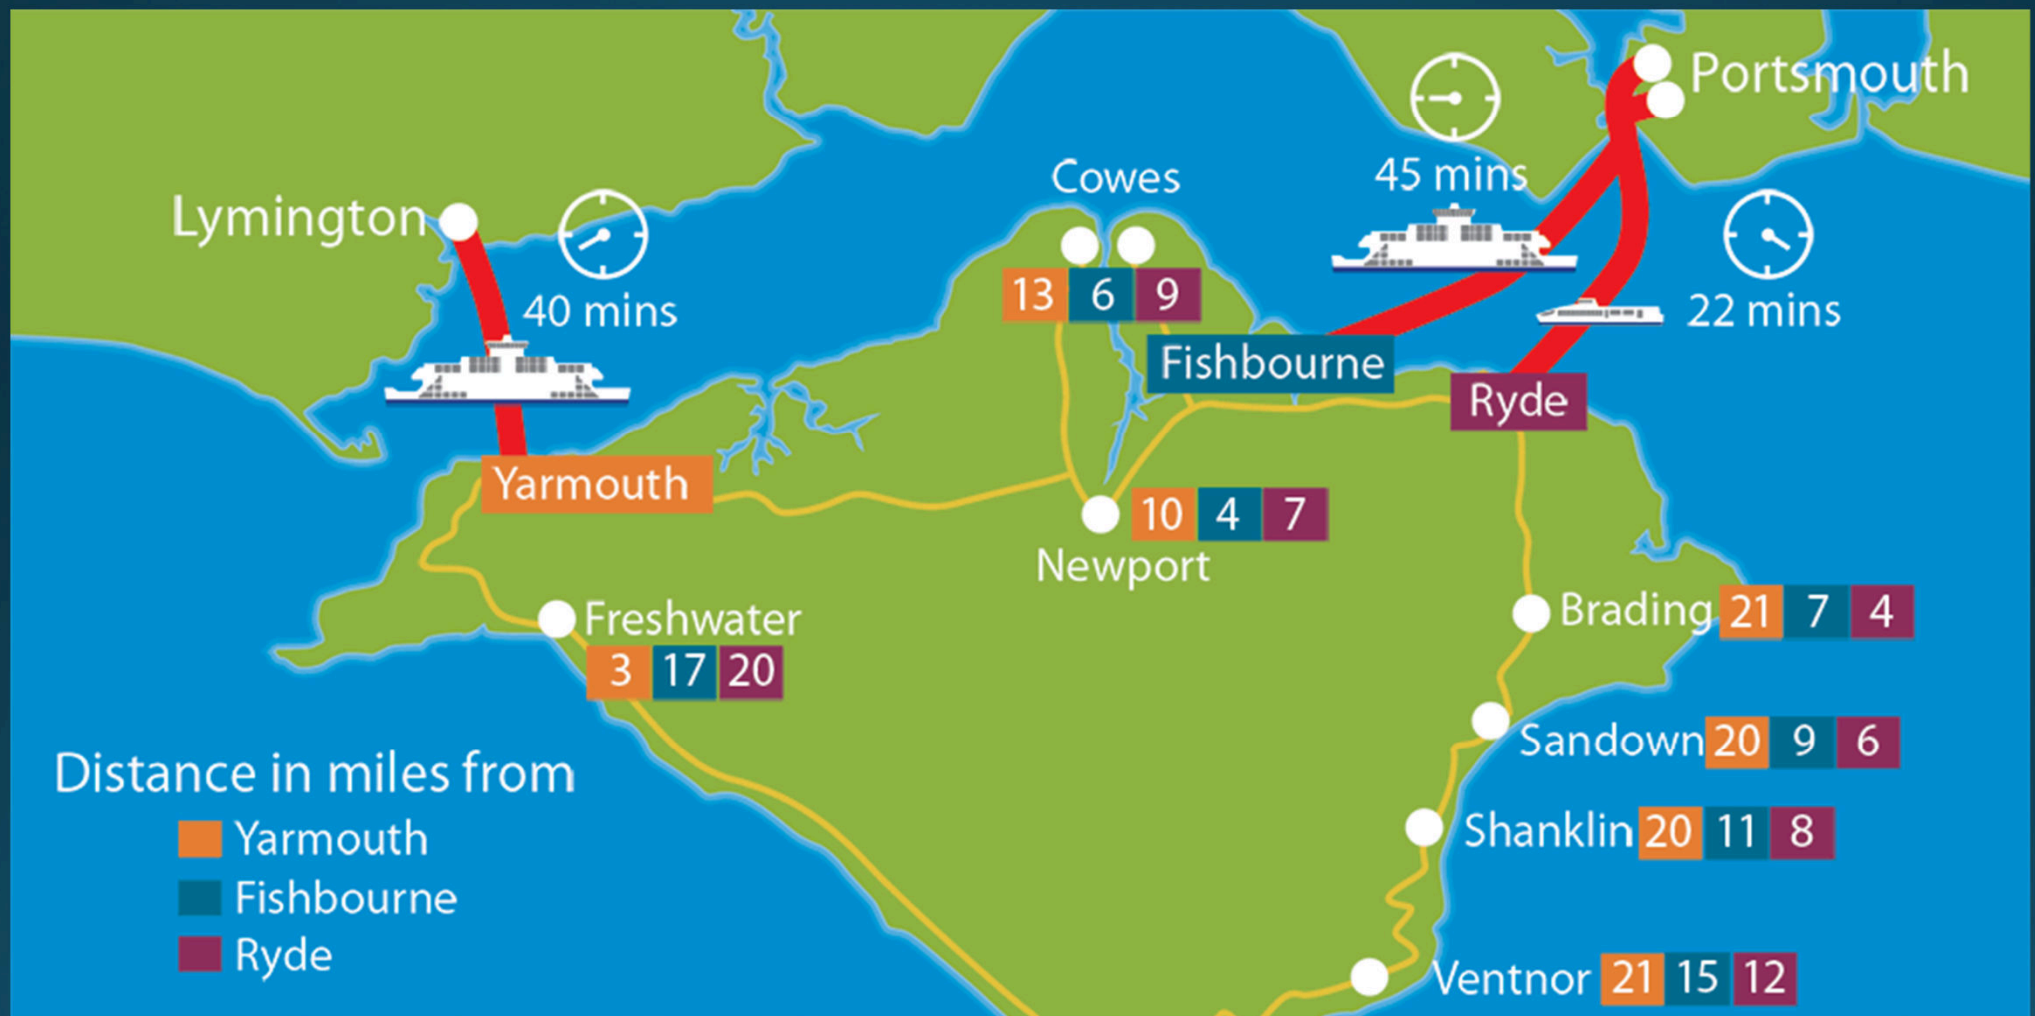 Portsmouth
45 mins
Cowes
Lymington
40 mins
22 mins
13 6 9
Fishbourne
Ryde
Yarmouth
10 4 7
Newport
Brading 21 7 4
Freshwater
3 17 20
Sandown 20 9 6
Distance in miles from
Yarmouth
Fishbourne
Ryde
Shanklin 20 11 8
Ventnor 21 15 12